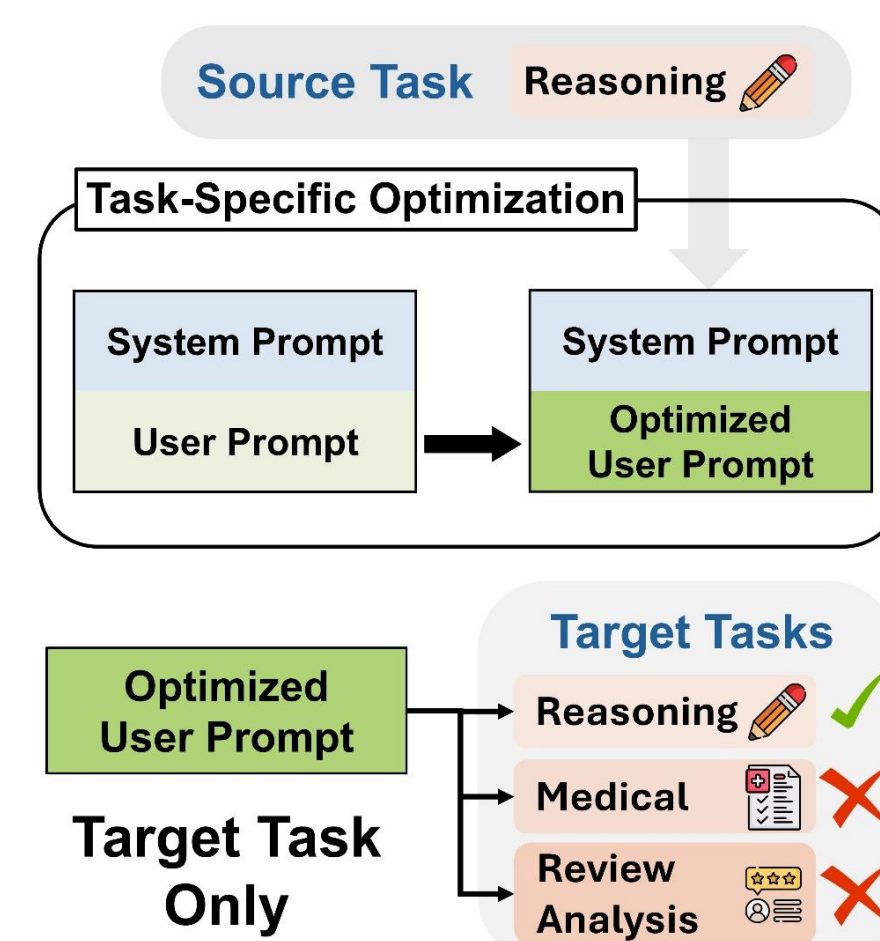 Source Task Reasoning
Task-Specific Optimization
System Prompt
User Prompt
System Prompt
Optimized
User Prompt
Optimized
User Prompt
Target Task
Only
Target Tasks
Reasoning
Medical
Review
Analysis